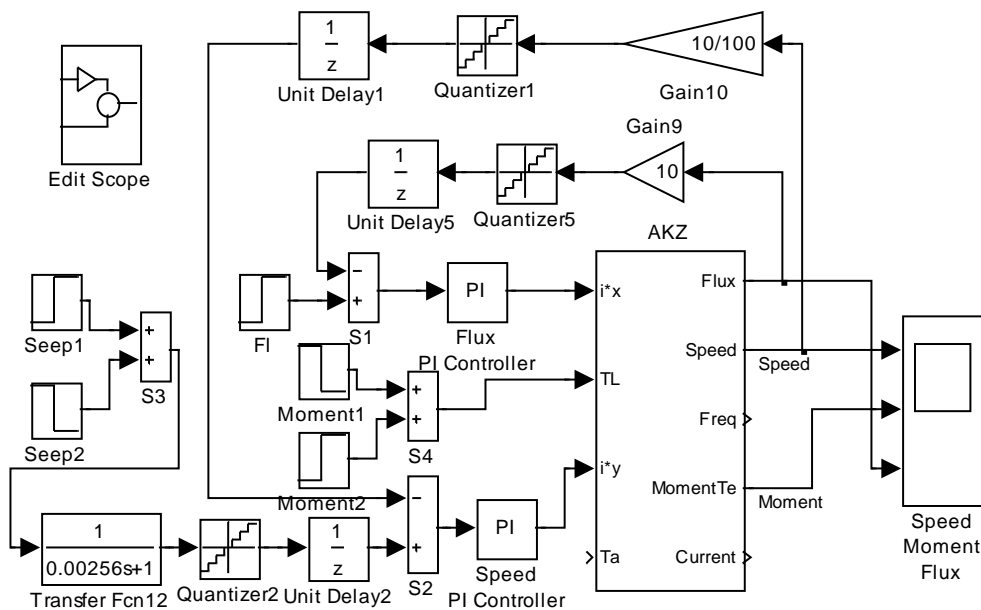 1
z
Unit Delay1
Quantizer1
10/100
Gain10
Edit Scope
1
z
Unit Delay5
Quantizer5
Gain9
10
AKZ
Seep1
Seep2
+
+
S3
Fl
−
+
S1
PI
Flux
PI Controller
Moment1
Moment2
+
+
S4
i*x
TL
i*y
Ta
Flux
Speed
Freq
MomentTe
Current
Speed
Moment
Speed
Moment
Flux
1
0.00256s+1
Transfer Fcn12
Quantizer2
1
z
Unit Delay2
−
+
S2
PI
Speed
PI Controller